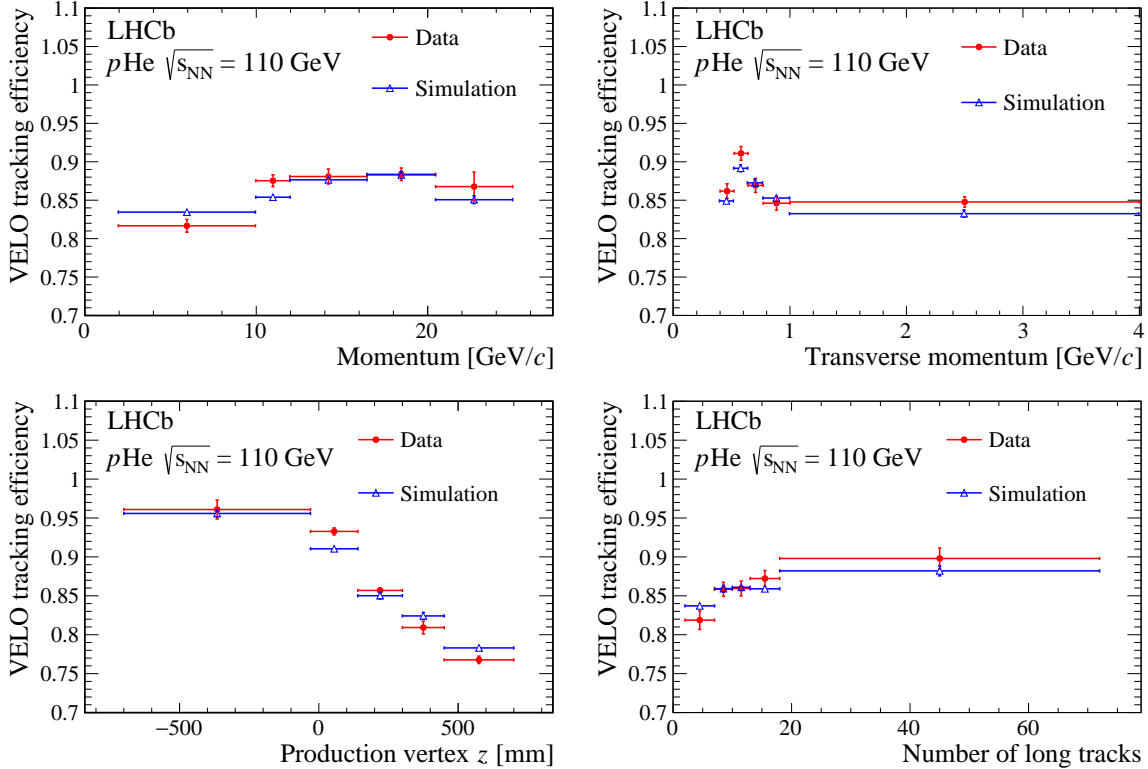 VELO tracking efficiency
1.1
1.05
1
0.95
0.9
0.85
0.8
0.75
0.7
LHCb
pHe √sNN = 110 GeV
Data
Simulation
0 10 20
Momentum [GeV/c]
VELO tracking efficiency
1.1
1.05
1
0.95
0.9
0.85
0.8
0.75
0.7
LHCb
pHe √sNN = 110 GeV
Data
Simulation
0 1 2 3 4
Transverse momentum [GeV/c]
VELO tracking efficiency
1.1
1.05
1
0.95
0.9
0.85
0.8
0.75
0.7
LHCb
pHe √sNN = 110 GeV
Data
Simulation
−500 0 500
Production vertex z [mm]
VELO tracking efficiency
1.1
1.05
1
0.95
0.9
0.85
0.8
0.75
0.7
LHCb
pHe √sNN = 110 GeV
Data
Simulation
0 20 40 60
Number of long tracks